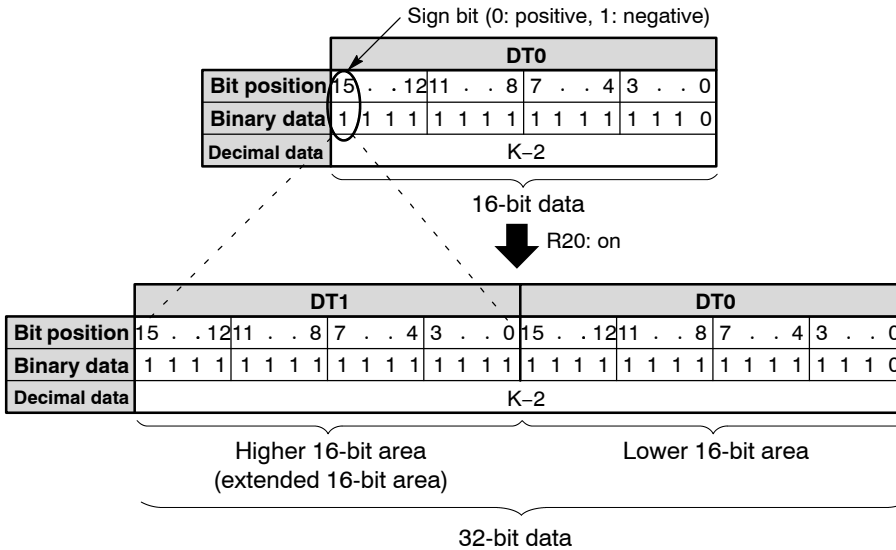 Sign bit (0: positive, 1: negative)
DT0
Bit position 15 . . 12 11 . . 8 7 . . 4 3 . . 0
Binary data 1 1 1 1 1 1 1 1 1 1 1 1 1 1 1 0
Decimal data K−2
16-bit data
R20: on
DT1 DT0
Bit position 15 . . 12 11 . . 8 7 . . 4 3 . . 0 15 . . 12 11 . . 8 7 . . 4 3 . . 0
Binary data 1 1 1 1 1 1 1 1 1 1 1 1 1 1 1 1 1 1 1 1 1 1 1 1 1 1 1 1 1 1 1 0
Decimal data K−2
Higher 16-bit area Lower 16-bit area
(extended 16-bit area)
32-bit data